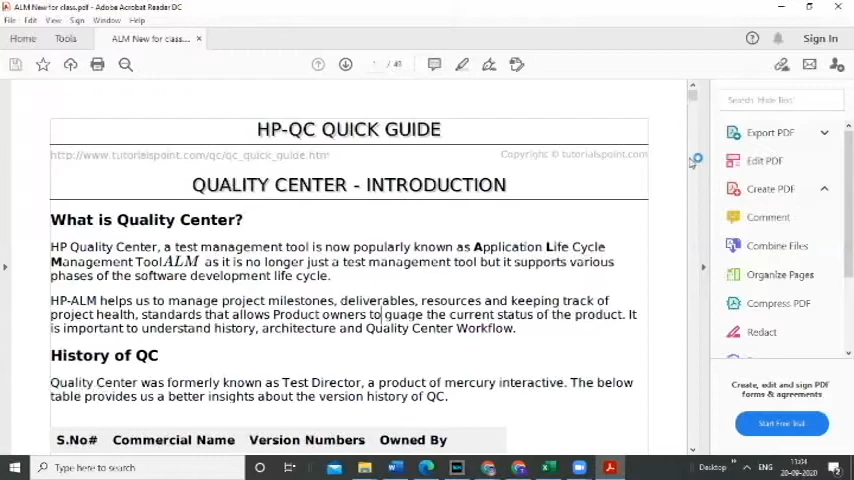 ALM New for class.pdf - Adobe Acrobat Reader DC
File Edit View Sign Window Help
Home Tools ALM New for class... × Sign In
/ 40
HP-QC QUICK GUIDE
http://www.tutorialspoint.com/qc/qc_quick_guide.htm Copyright © tutorialspoint.com
QUALITY CENTER - INTRODUCTION
What is Quality Center?
HP Quality Center, a test management tool is now popularly known as Application Life Cycle
Management ToolALM as it is no longer just a test management tool but it supports various
phases of the software development life cycle.
HP-ALM helps us to manage project milestones, deliverables, resources and keeping track of
project health, standards that allows Product owners to guage the current status of the product. It
is important to understand history, architecture and Quality Center Workflow.
History of QC
Quality Center was formerly known as Test Director, a product of mercury interactive. The below
table provides us a better insights about the version history of QC.
S.No# Commercial Name Version Numbers Owned By
Export PDF
Edit PDF
Create PDF
Comment
Combine Files
Organize Pages
Compress PDF
Redact
Create, edit and sign PDF
forms & agreements
Start Free Trial
Type here to search
Desktop
ENG
11:04
20-09-2020